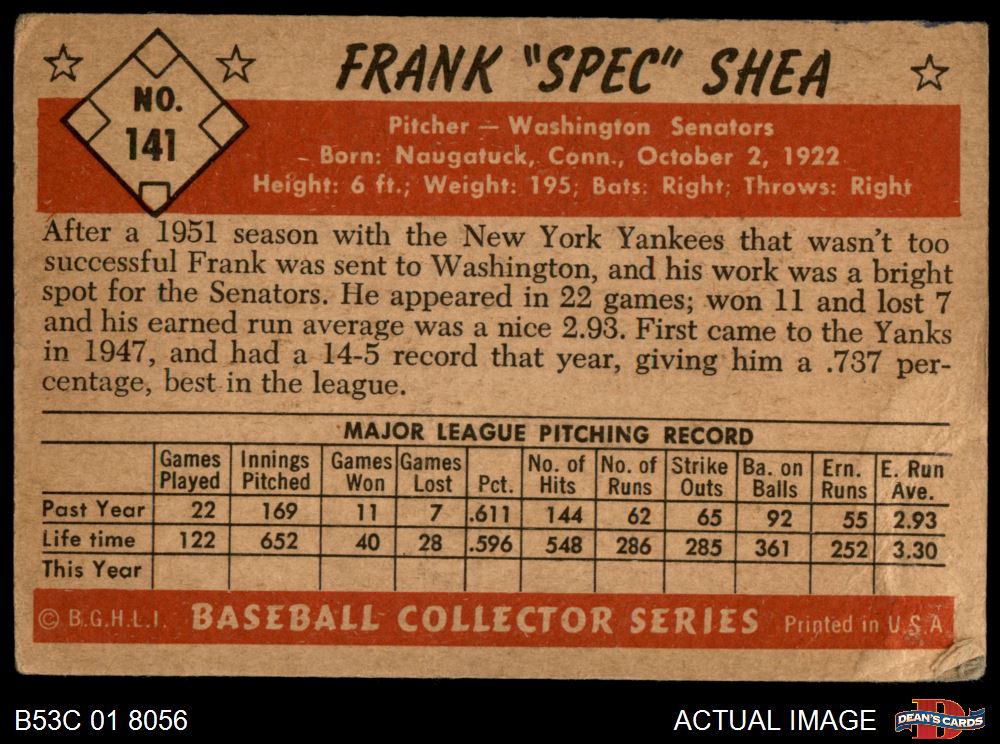 NO.
141
FRANK "SPEC" SHEA
Pitcher — Washington Senators
Born: Naugatuck, Conn., October 2, 1922
Height: 6 ft.; Weight: 195; Bats: Right; Throws: Right
After a 1951 season with the New York Yankees that wasn't too
successful Frank was sent to Washington, and his work was a bright
spot for the Senators. He appeared in 22 games; won 11 and lost 7
and his earned run average was a nice 2.93. First came to the Yanks
in 1947, and had a 14-5 record that year, giving him a .737 per-
centage, best in the league.
MAJOR LEAGUE PITCHING RECORD
Games Innings Games Games No. of No. of Strike Ba. on Ern. E. Run
Played Pitched Won Lost Pct. Hits Runs Outs Balls Runs Ave.
Past Year 22 169 11 7 .611 144 62 65 92 55 2.93
Life time 122 652 40 28 .596 548 286 285 361 252 3.30
This Year
© B.G.H.L.I. BASEBALL COLLECTOR SERIES Printed in U.S.A
B53C 01 8056 ACTUAL IMAGE DEAN'S CARDS